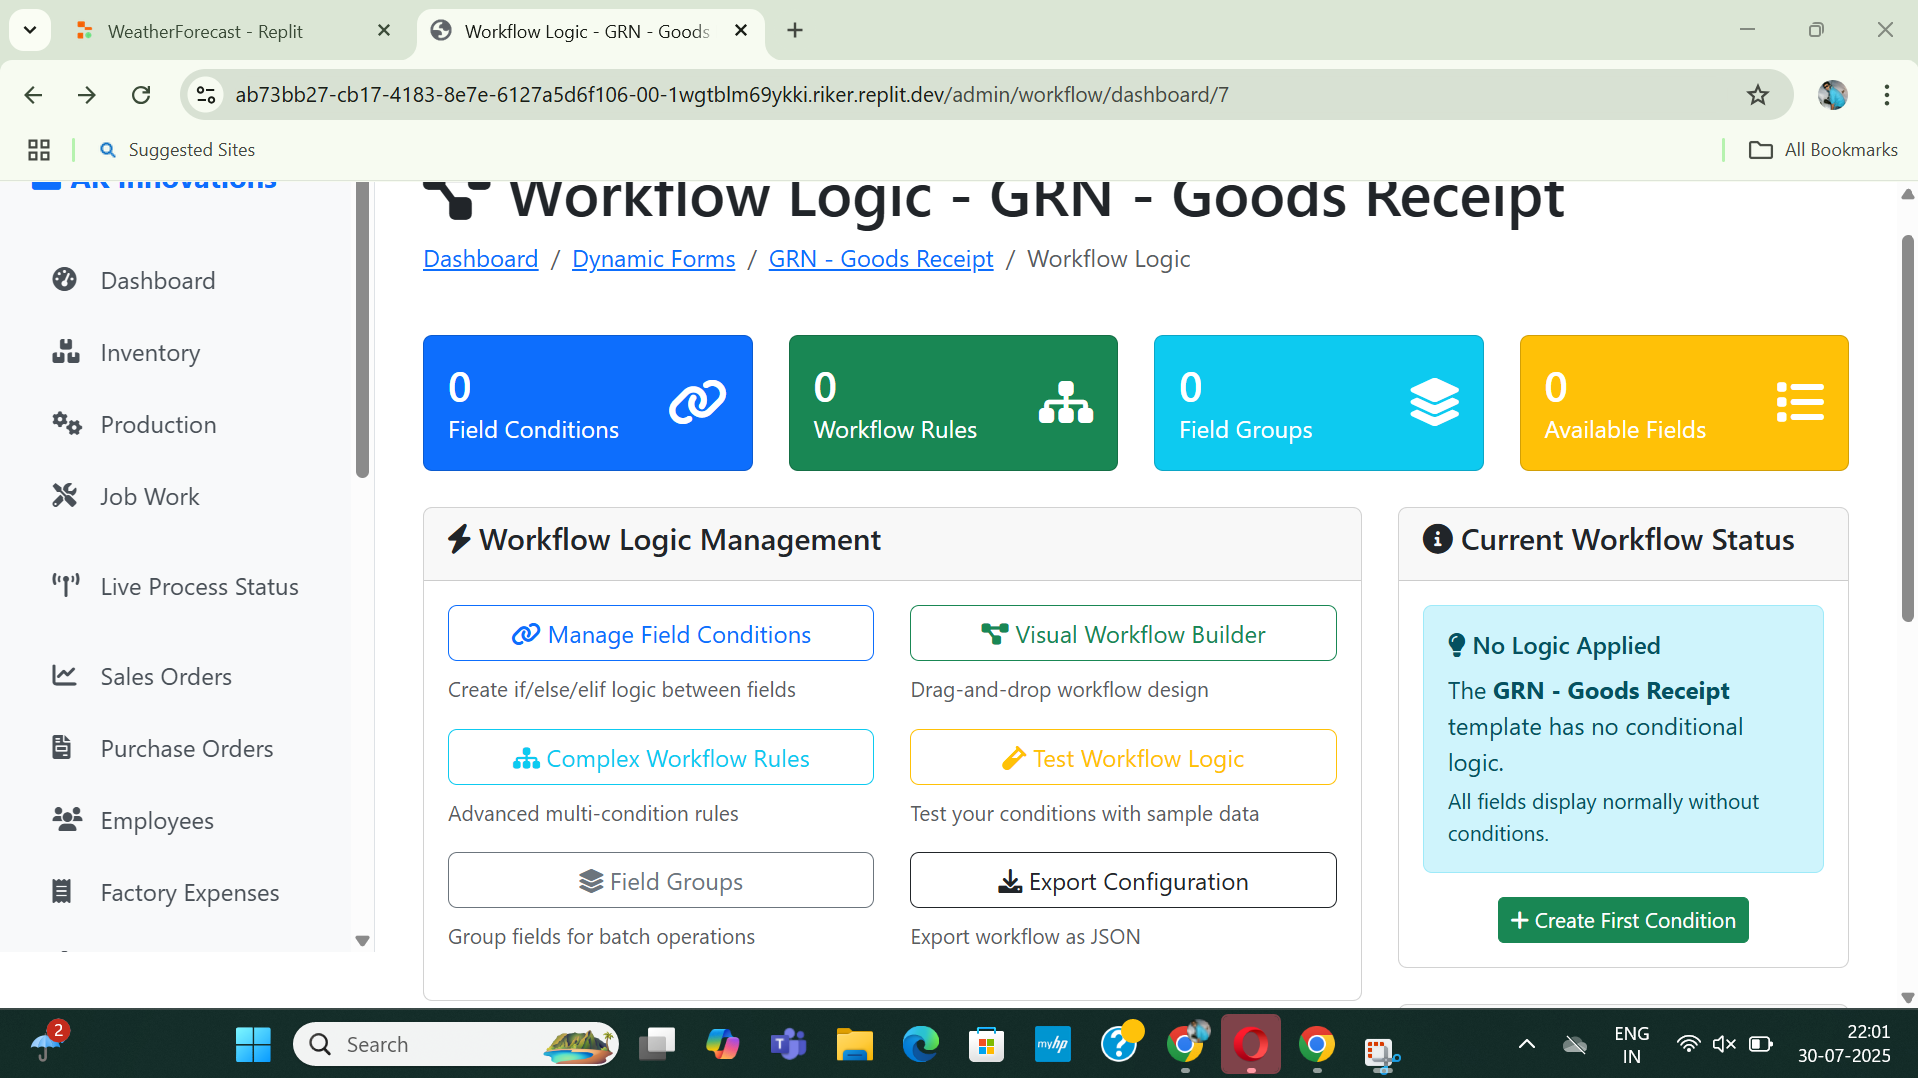 WeatherForecast - Replit
Workflow Logic - GRN - Goods
ab73bb27-cb17-4183-8e7e-6127a5d6f106-00-1wgtblm69ykki.riker.replit.dev/admin/workflow/dashboard/7
Suggested Sites
All Bookmarks
AK Innovations
Dashboard
Inventory
Production
Job Work
Live Process Status
Sales Orders
Purchase Orders
Employees
Factory Expenses
Workflow Logic - GRN - Goods Receipt
Dashboard / Dynamic Forms / GRN - Goods Receipt / Workflow Logic
0
Field Conditions
0
Workflow Rules
0
Field Groups
0
Available Fields
Workflow Logic Management
Manage Field Conditions
Create if/else/elif logic between fields
Visual Workflow Builder
Drag-and-drop workflow design
Complex Workflow Rules
Advanced multi-condition rules
Test Workflow Logic
Test your conditions with sample data
Field Groups
Group fields for batch operations
Export Configuration
Export workflow as JSON
Current Workflow Status
No Logic Applied
The GRN - Goods Receipt
template has no conditional
logic.
All fields display normally without
conditions.
Create First Condition
2
Search
myhp
ENG
IN
22:01
30-07-2025